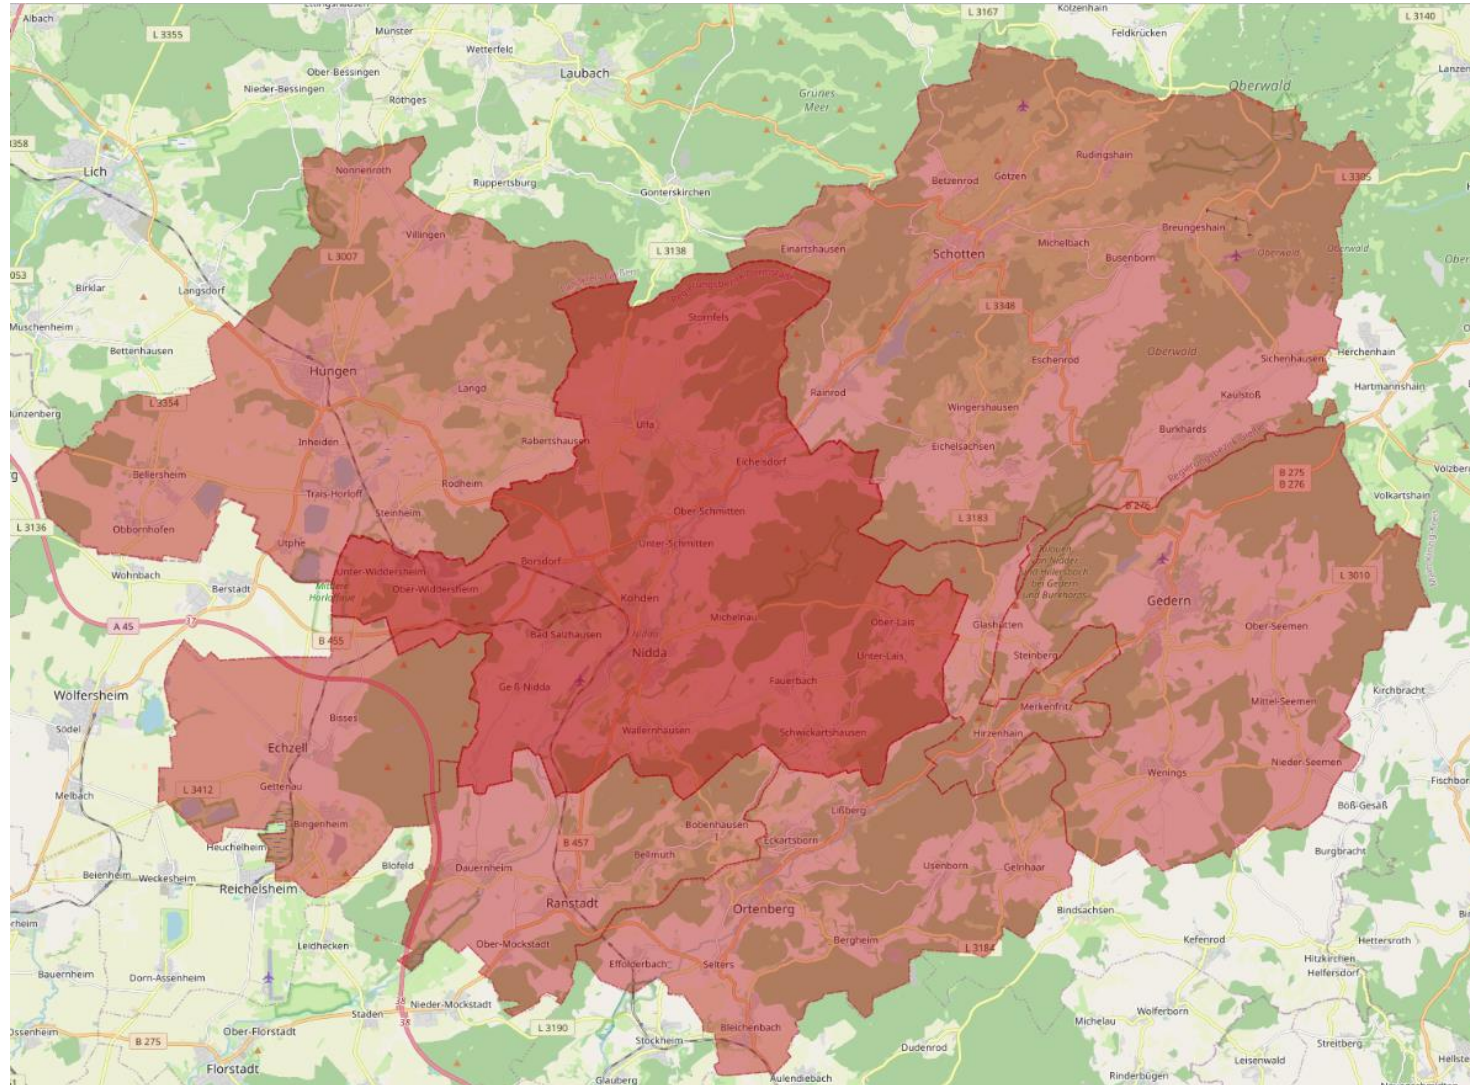 L 3167
Kölzenhain
L 3140
Albach
Münster
Feldkrücken
L 3355
Wetterfeld
Ober-Bessingen
Laubach
Nieder-Bessingen
Grünes
Meer
Oberwald
Röthges
Lich
Nonnenroth
Ruppertsburg
Gonterskirchen
Betzenrod
Götzen
Rudingshain
L 3305
Villingen
L 3007
L 3138
Einartshausen
Schotten
Michelbach
Busenborn
Breungeshain
Oberwald
Oberwald
Birklar
Langsdorf
Stornfels
L 3348
Muschenheim
Bettenhausen
Hungen
Langd
Eschenrod
Oberwald
Sichenhausen
Herchenhain
Hartmannshain
L 3354
Rainrod
Wingershausen
Kaulstoß
Ulfa
Burkhards
Inheiden
Rabertshausen
Eichelsdorf
Eichelsachsen
Bellersheim
Trais-Horloff
Rodheim
B 275
B 276
Volkartshain
Steinheim
Ober-Schmitten
L 3136
Obbornhofen
Utphe
Unter-Schmitten
L 3183
B 276
Wohnbach
Berstadt
Unter-Widdersheim
Ober-Widdersheim
Borsdorf
Kohden
Gedern
L 3010
A 45
17
B 455
Bad Salzhausen
Nidda
Michelnau
Ober-Lais
Glashütten
Ober-Seemen
Unter-Lais
Steinberg
Wölfersheim
Geiß-Nidda
Fauerbach
Mittel-Seemen
Kirchbracht
Södel
Bisses
Merkenfritz
Echzell
Wallernhausen
Schwickartshausen
Hirzenhain
Nieder-Seemen
Gettenau
Wenings
Melbach
L 3412
Lißberg
Böß-Gesäß
Bingenheim
Bobenhausen
Heuchelheim
B 457
Eckartsborn
Bellmuth
Burgbracht
Beienheim
Weckesheim
Blofeld
Dauernheim
Usenborn
Gelnhaar
Reichelsheim
Ranstadt
Ortenberg
Bindsachsen
Leidhecken
Ober-Mockstadt
Bergheim
L 3184
Kefenrod
Hettersroth
Bauernheim
Dorn-Assenheim
Effolderbach
Selters
Hitzkirchen
Helfersdorf
38
38
Nieder-Mockstadt
Staden
Wolferborn
Ossenheim
B 275
Ober-Florstadt
L 3190
Bleichenbach
Michelau
Stockheim
Dudenrod
Streitberg
Leisenwald
Florstadt
Glauberg
Aulendiebach
Rinderbügen